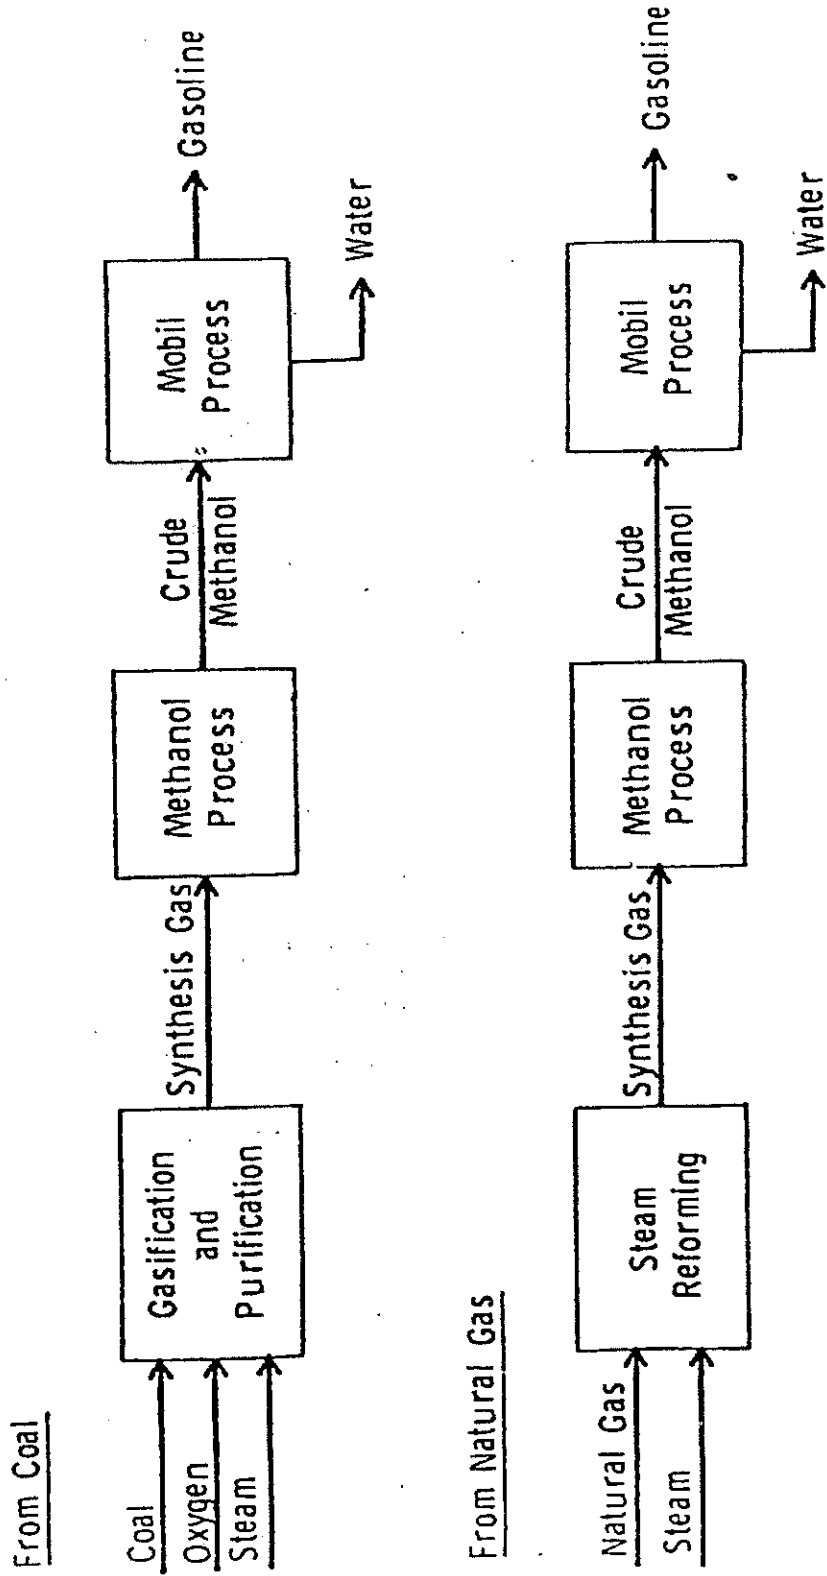 From Coal
Coal
Oxygen
Steam
Gasification
and
Purification
Synthesis Gas
Methanol
Process
Crude
Methanol
Mobil
Process
Gasoline
Water
From Natural Gas
Natural Gas
Steam
Steam
Reforming
Synthesis Gas
Methanol
Process
Crude
Methanol
Mobil
Process
Gasoline
Water